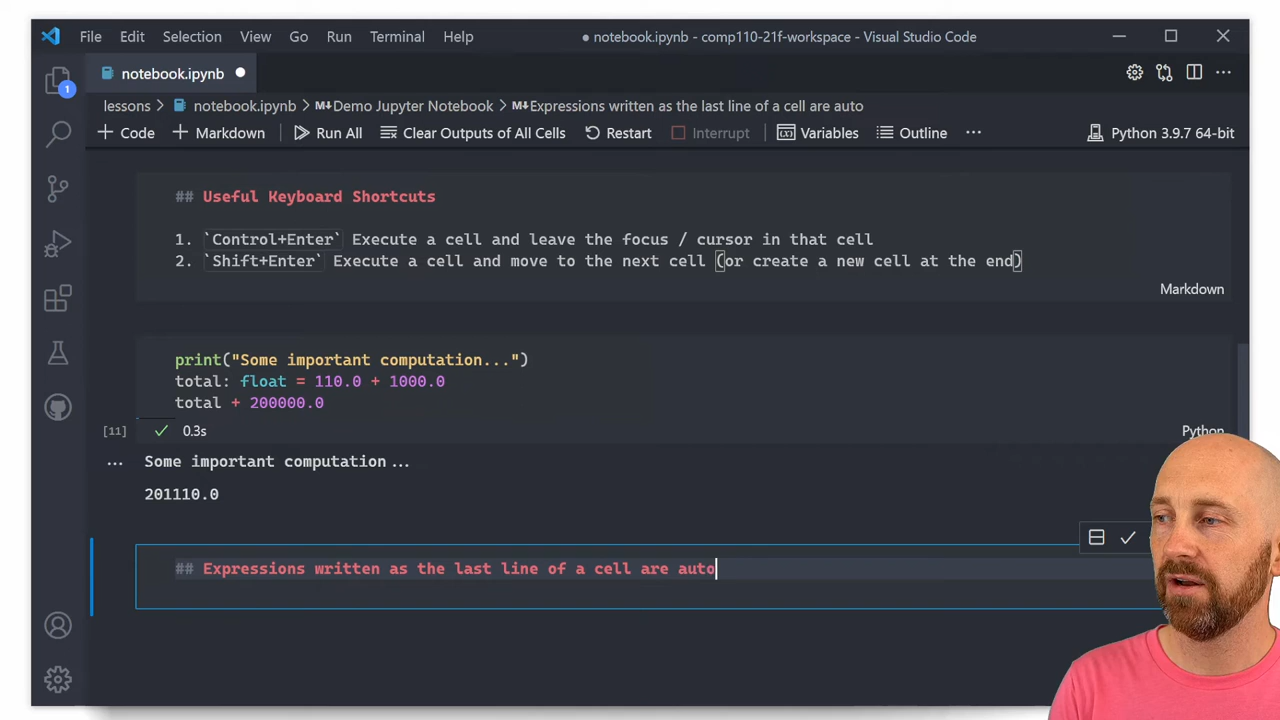 File Edit Selection View Go Run Terminal Help ● notebook.ipynb - comp110-21f-workspace - Visual Studio Code
notebook.ipynb
1
lessons > notebook.ipynb > Demo Jupyter Notebook > Expressions written as the last line of a cell are auto
+ Code + Markdown Run All Clear Outputs of All Cells Restart Interrupt Variables Outline ... Python 3.9.7 64-bit
## Useful Keyboard Shortcuts
1. `Control+Enter` Execute a cell and leave the focus / cursor in that cell
2. `Shift+Enter` Execute a cell and move to the next cell (or create a new cell at the end)
Markdown
print("Some important computation...")
total: float = 110.0 + 1000.0
total + 200000.0
[11] ✓ 0.3s
Python
... Some important computation...
201110.0
## Expressions written as the last line of a cell are auto